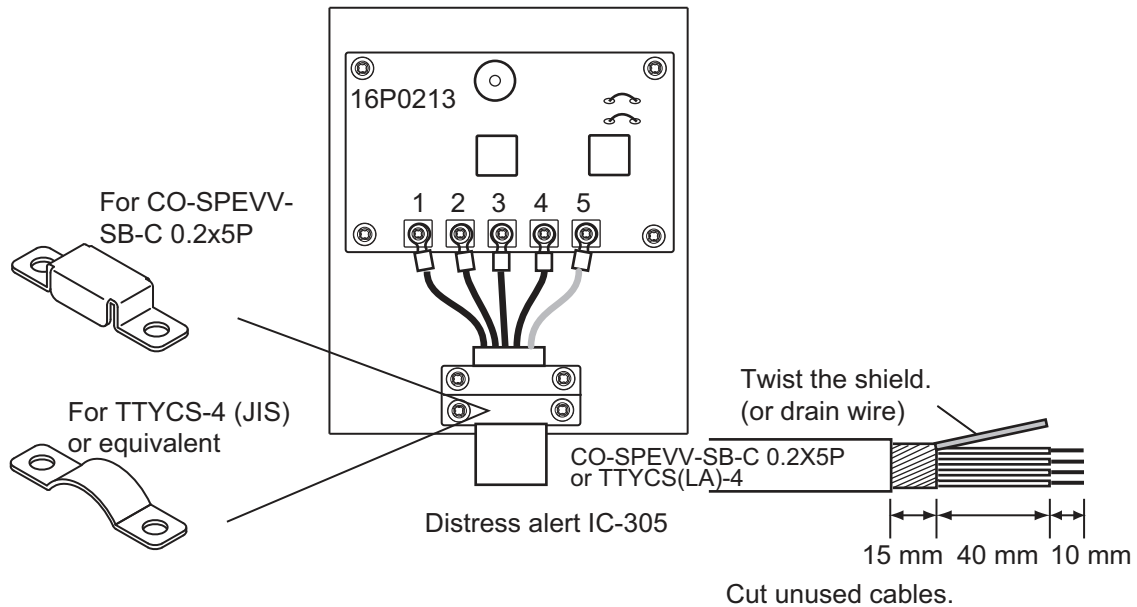 16P0213
1 2 3 4 5
For CO-SPEVV-
SB-C 0.2x5P
For TTYCS-4 (JIS)
or equivalent
Twist the shield.
(or drain wire)
CO-SPEVV-SB-C 0.2X5P
or TTYCS(LA)-4
Distress alert IC-305
15 mm 40 mm 10 mm
Cut unused cables.